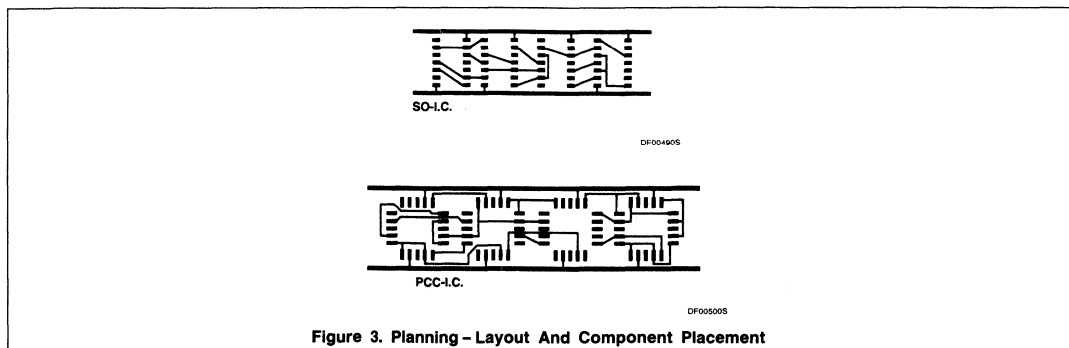 SO-I.C.
DF00490S
PCC-I.C.
DF00500S
Figure 3. Planning – Layout And Component Placement